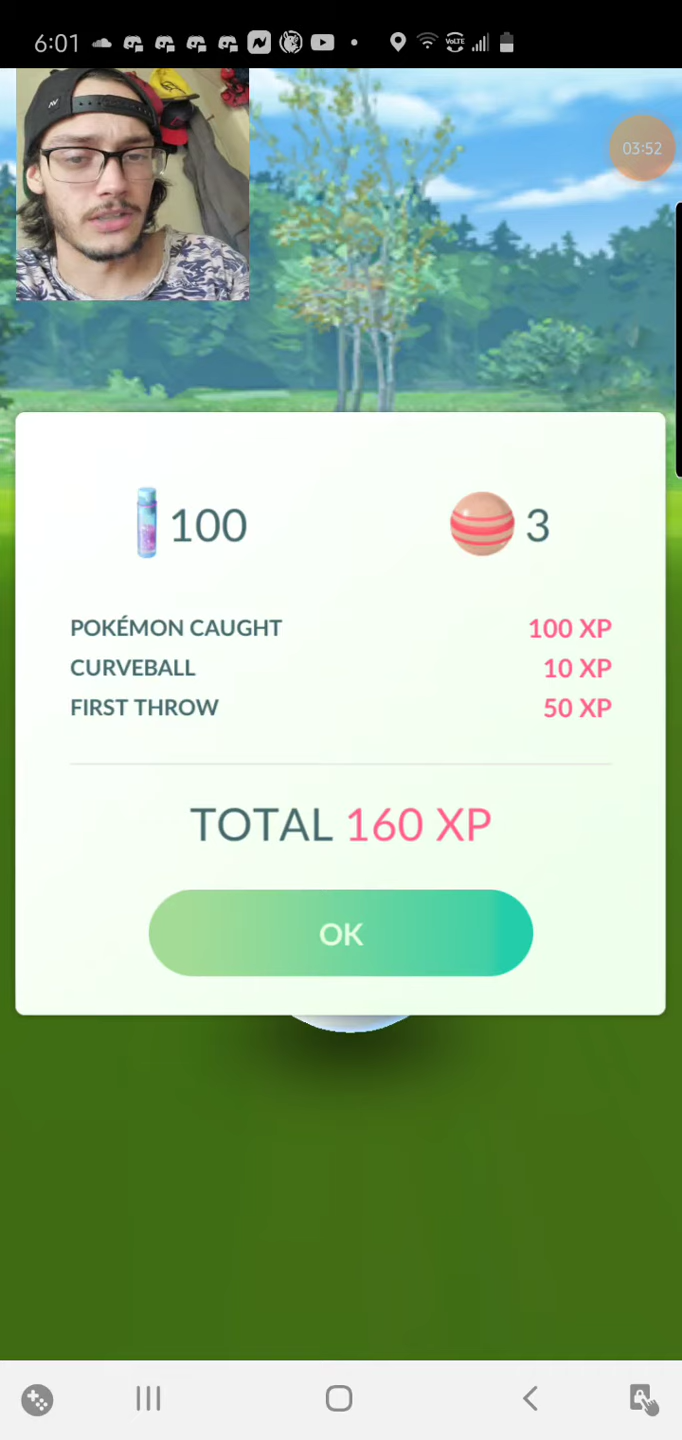 6:01
VoLTE
03:52
100 3
POKÉMON CAUGHT 100 XP
CURVEBALL 10 XP
FIRST THROW 50 XP
TOTAL 160 XP
OK